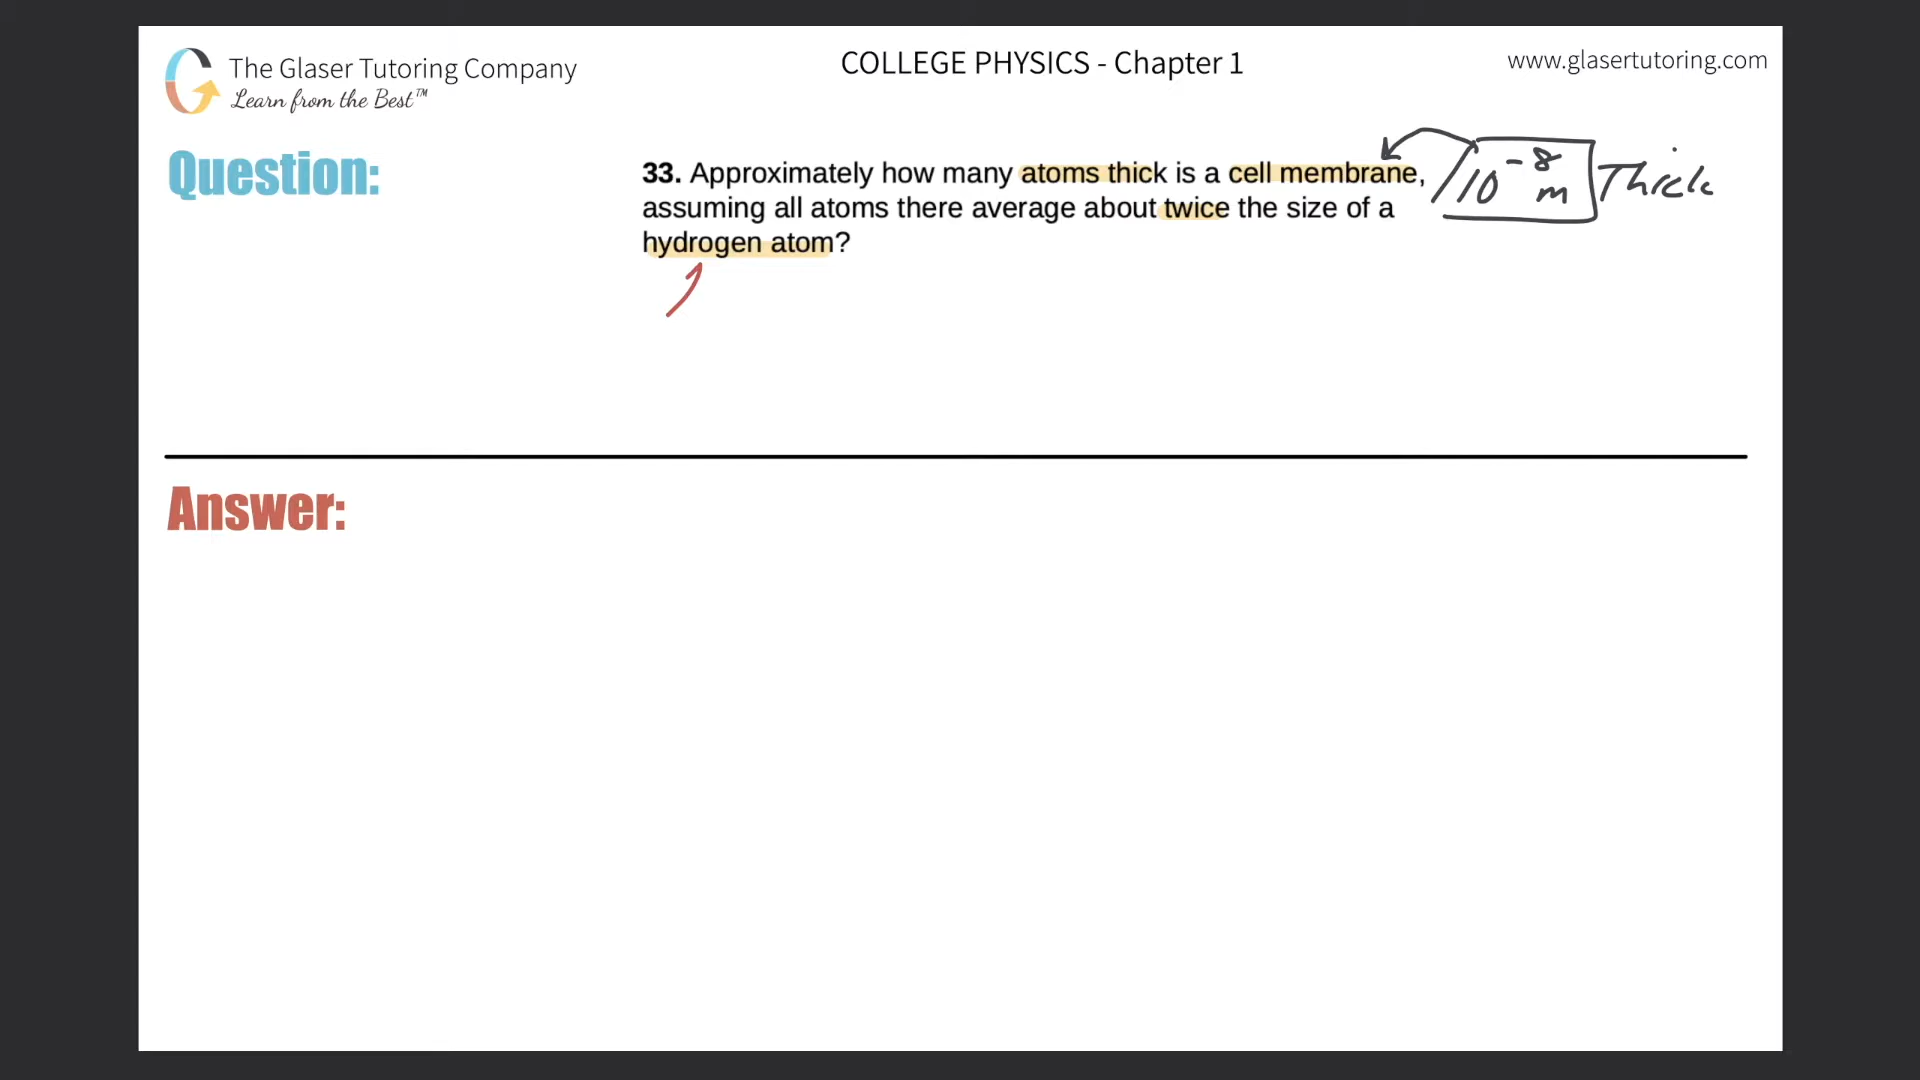 The Glaser Tutoring Company
Learn from the Best™
COLLEGE PHYSICS - Chapter 1
www.glasertutoring.com
Question:
33. Approximately how many atoms thick is a cell membrane,
assuming all atoms there average about twice the size of a
hydrogen atom?
10⁻⁸ m Thick
Answer: